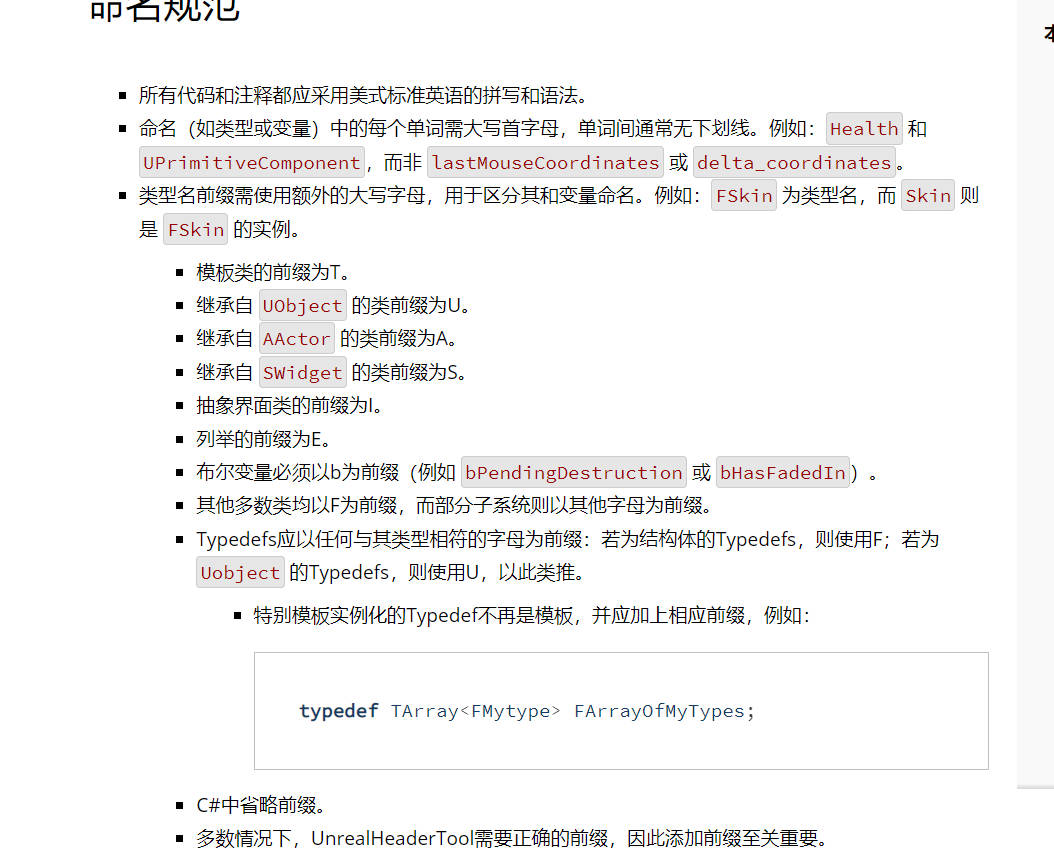 命名规范
所有代码和注释都应采用美式标准英语的拼写和语法。
命名（如类型或变量）中的每个单词需大写首字母，单词间通常无下划线。例如：Health 和
UPrimitiveComponent，而非 lastMouseCoordinates 或 delta_coordinates。
类型名前缀需使用额外的大写字母，用于区分其和变量命名。例如：FSkin 为类型名，而 Skin 则
是 FSkin 的实例。
模板类的前缀为T。
继承自 UObject 的类前缀为U。
继承自 AActor 的类前缀为A。
继承自 SWidget 的类前缀为S。
抽象界面类的前缀为I。
列举的前缀为E。
布尔变量必须以b为前缀（例如 bPendingDestruction 或 bHasFadedIn）。
其他多数类均以F为前缀，而部分子系统则以其他字母为前缀。
Typedefs应以任何与其类型相符的字母为前缀：若为结构体的Typedefs，则使用F；若为
Uobject 的Typedefs，则使用U，以此类推。
特别模板实例化的Typedef不再是模板，并应加上相应前缀，例如：
typedef TArray<FMytype> FArrayOfMyTypes;
C#中省略前缀。
多数情况下，UnrealHeaderTool需要正确的前缀，因此添加前缀至关重要。